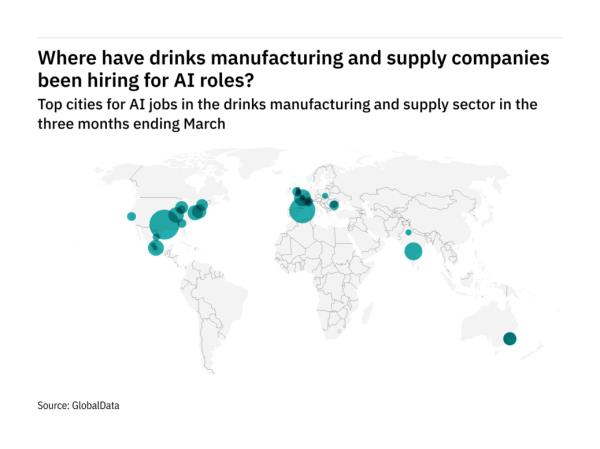 Where have drinks manufacturing and supply companies
been hiring for AI roles?
Top cities for AI jobs in the drinks manufacturing and supply sector in the
three months ending March
Source: GlobalData